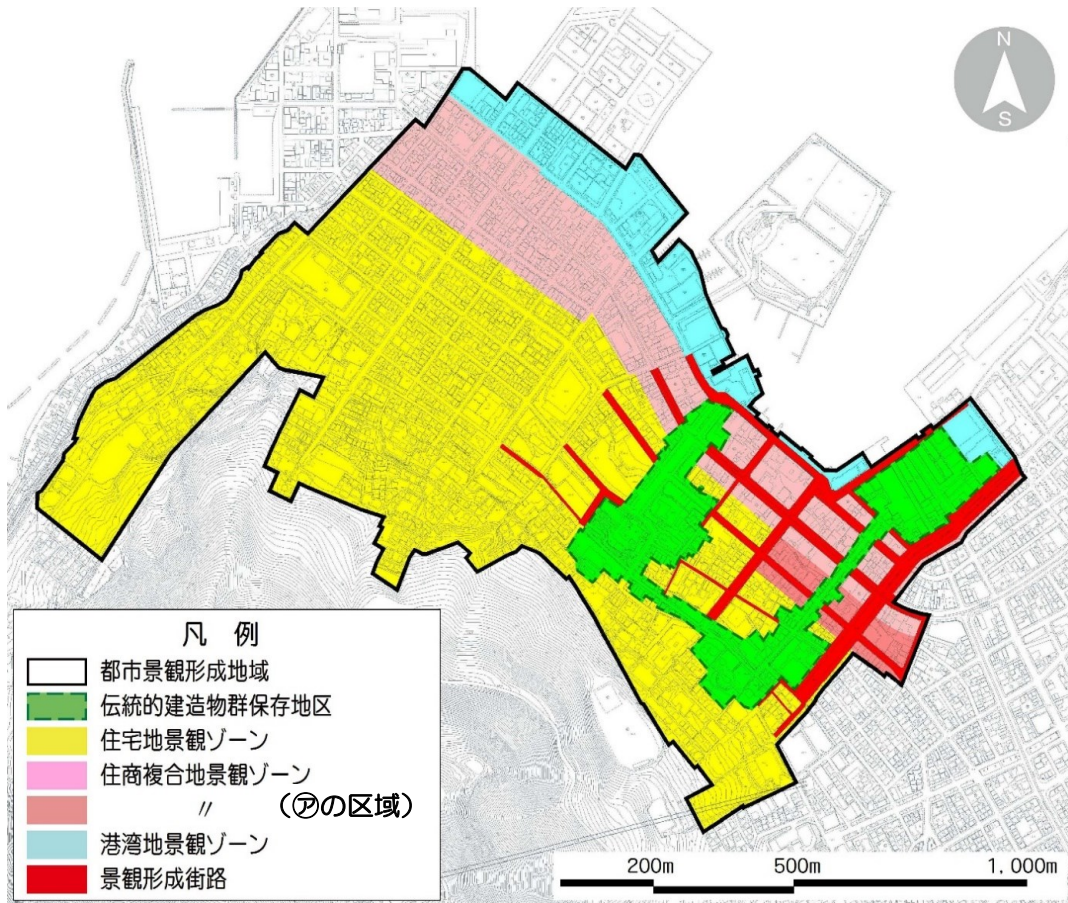 N
S
凡 例
都市景観形成地域
伝統的建造物群保存地区
住宅地景観ゾーン
住商複合地景観ゾーン
〃 (㋐の区域)
港湾地景観ゾーン
景観形成街路
200m 500m 1,000m